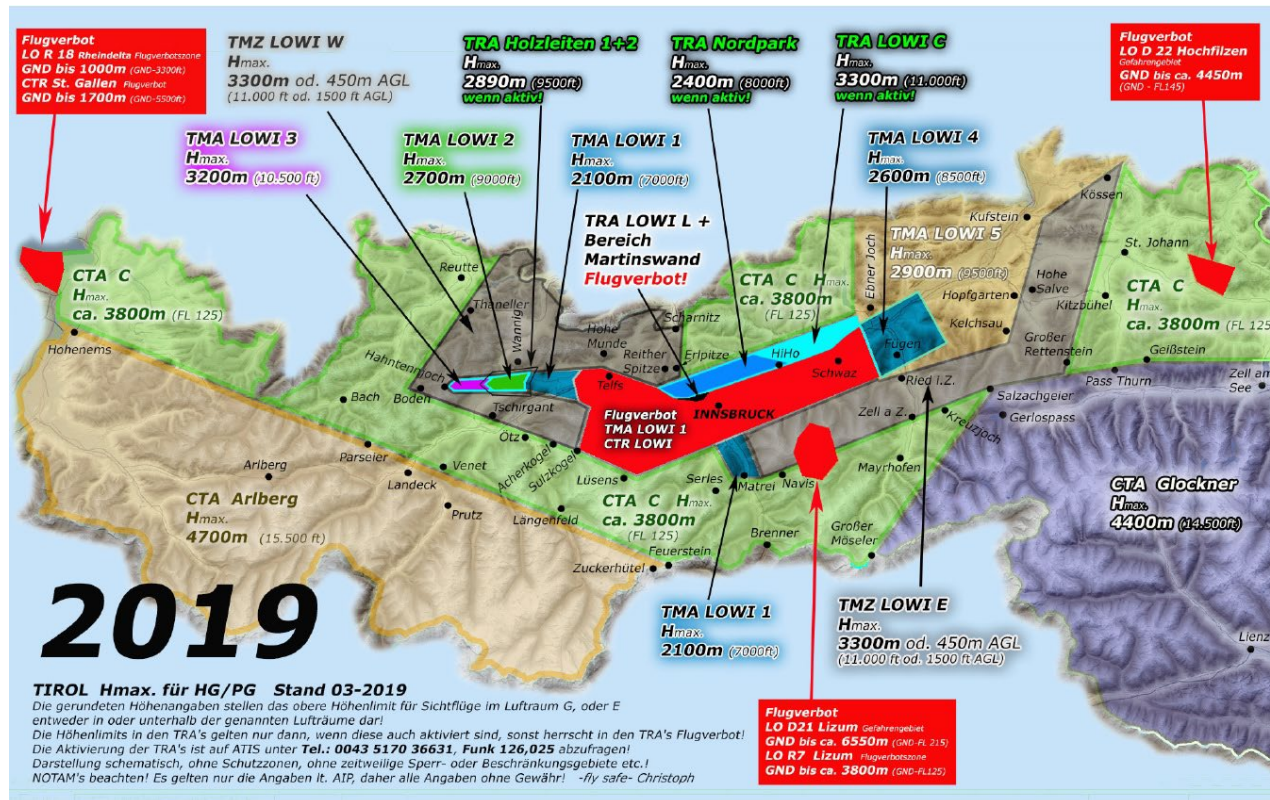 Flugverbot
LO R 18 Rheindelta Flugverbotszone
GND bis 1000m (GND-3300ft)
CTR St. Gallen Flugverbot
GND bis 1700m (GND-5500ft)
TMZ LOWI W
Hmax.
3300m od. 450m AGL
(11.000 ft od. 1500 ft AGL)
TRA Holzleiten 1+2
Hmax.
2890m (9500ft)
wenn aktiv!
TRA Nordpark
Hmax.
2400m (8000ft)
wenn aktiv!
TRA LOWI C
Hmax.
3300m (11.000ft)
wenn aktiv!
Flugverbot
LO D 22 Hochfilzen
Gefahrengebiet
GND bis ca. 4450m
(GND - FL145)
TMA LOWI 3
Hmax.
3200m (10.500 ft)
TMA LOWI 2
Hmax.
2700m (9000ft)
TMA LOWI 1
Hmax.
2100m (7000ft)
TMA LOWI 4
Hmax.
2600m (8500ft)
TRA LOWI L +
Bereich
Martinswand
Flugverbot!
Kössen
Kufstein
TMA LOWI 5
Hmax.
2900m (9500ft)
St. Johann
CTA C
Hmax.
ca. 3800m (FL 125)
Reutte
Thaneller
Wannig
Hohe
Munde
Scharnitz
Reither
Spitze
Erlpitze
CTA C Hmax.
ca. 3800m
(FL 125)
HiHo
Ebner Joch
Hopfgarten
Hohe
Salve
Kitzbühel
CTA C
Hmax.
ca. 3800m (FL 125
Hohenems
Hahntennjoch
Boden
Bach
Telfs
Schwaz
Fügen
Kelchsau
Großer
Rettenstein
Geißstein
Pass Thurn
Zell am
See
Tschirgant
Flugverbot
TMA LOWI 1
CTR LOWI
INNSBRUCK
Ried i.Z.
Zell a Z.
Kreuzjoch
Salzachgeier
Gerlospass
Ötz
Acherkogel
Sulzkogel
Parseier
Venet
Landeck
Arlberg
CTA Arlberg
Hmax.
4700m (15.500 ft)
Prutz
Längenfeld
Lüsens
CTA C Hmax.
ca. 3800m
(FL 125)
Serles
Matrei
Navis
Mayrhofen
Brenner
Großer
Möseler
Feuerstein
Zuckerhütel
CTA Glockner
Hmax.
4400m (14.500ft)
Lienz
TMA LOWI 1
Hmax.
2100m (7000ft)
TMZ LOWI E
Hmax.
3300m od. 450m AGL
(11.000 ft od. 1500 ft AGL)
2019
TIROL Hmax. für HG/PG Stand 03-2019
Die gerundeten Höhenangaben stellen das obere Höhenlimit für Sichtflüge im Luftraum G, oder E
entweder in oder unterhalb der genannten Lufträume dar!
Die Höhenlimits in den TRA's gelten nur dann, wenn diese auch aktiviert sind, sonst herrscht in den TRA's Flugverbot!
Die Aktivierung der TRA's ist auf ATIS unter Tel.: 0043 5170 36631, Funk 126,025 abzufragen!
Darstellung schematisch, ohne Schutzzonen, ohne zeitweilige Sperr- oder Beschränkungsgebiete etc.!
NOTAM's beachten! Es gelten nur die Angaben lt. AIP, daher alle Angaben ohne Gewähr! -fly safe- Christoph
Flugverbot
LO D21 Lizum Gefahrengebiet
GND bis ca. 6550m (GND-FL 215)
LO R7 Lizum Flugverbotszone
GND bis ca. 3800m (GND-FL125)